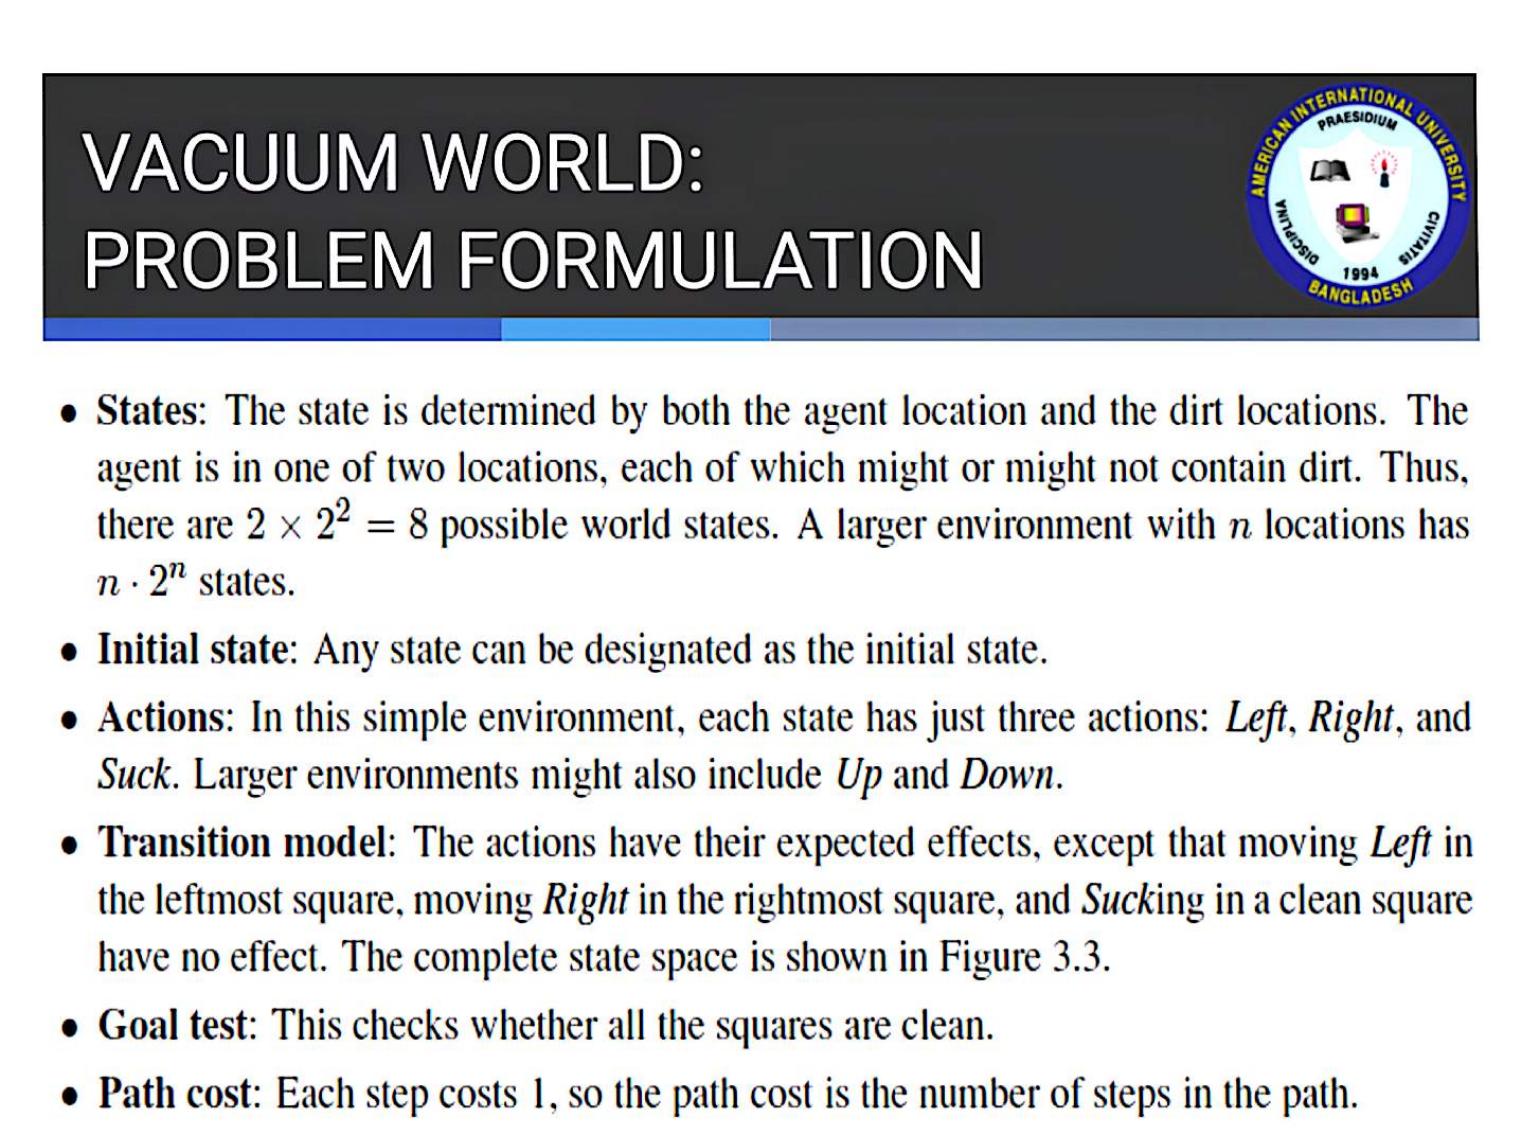 VACUUM WORLD:
PROBLEM FORMULATION
AMERICAN INTERNATIONAL UNIVERSITY
PRAESIDIUM
DISCIPLINA
CIVITATIS
1994
BANGLADESH
• States: The state is determined by both the agent location and the dirt locations. The
agent is in one of two locations, each of which might or might not contain dirt. Thus,
there are 2 × 2² = 8 possible world states. A larger environment with n locations has
n · 2ⁿ states.
• Initial state: Any state can be designated as the initial state.
• Actions: In this simple environment, each state has just three actions: Left, Right, and
Suck. Larger environments might also include Up and Down.
• Transition model: The actions have their expected effects, except that moving Left in
the leftmost square, moving Right in the rightmost square, and Sucking in a clean square
have no effect. The complete state space is shown in Figure 3.3.
• Goal test: This checks whether all the squares are clean.
• Path cost: Each step costs 1, so the path cost is the number of steps in the path.